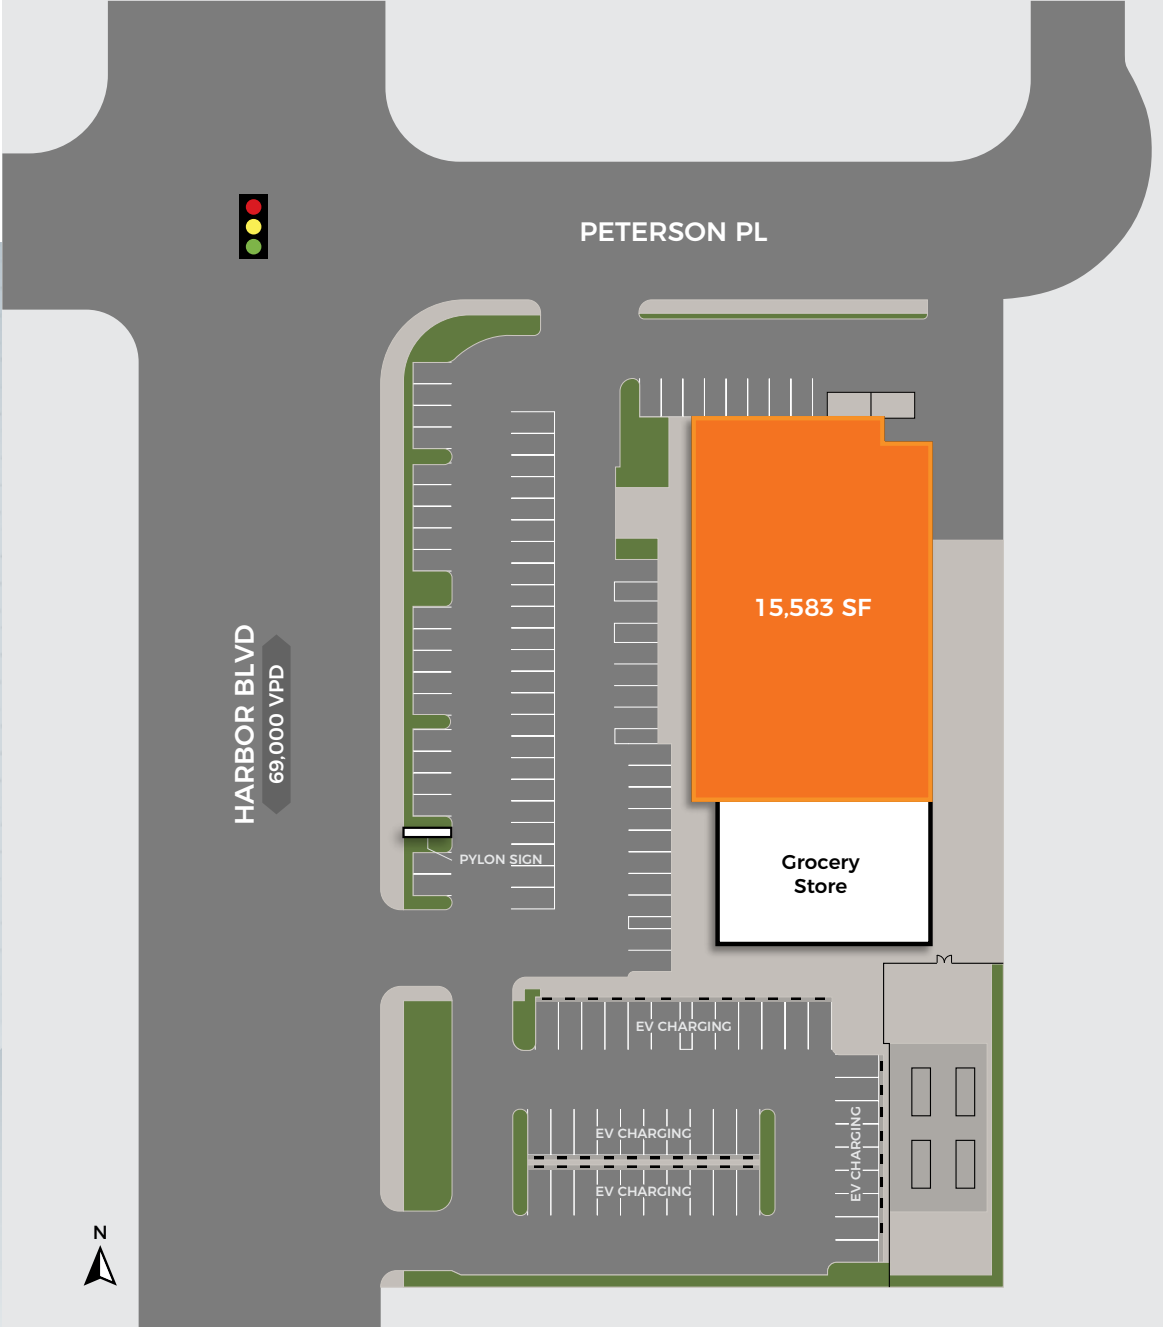 PETERSON PL
15,583 SF
HARBOR BLVD
69,000 VPD
PYLON SIGN
Grocery
Store
EV CHARGING
EV CHARGING
EV CHARGING
EV CHARGING
N